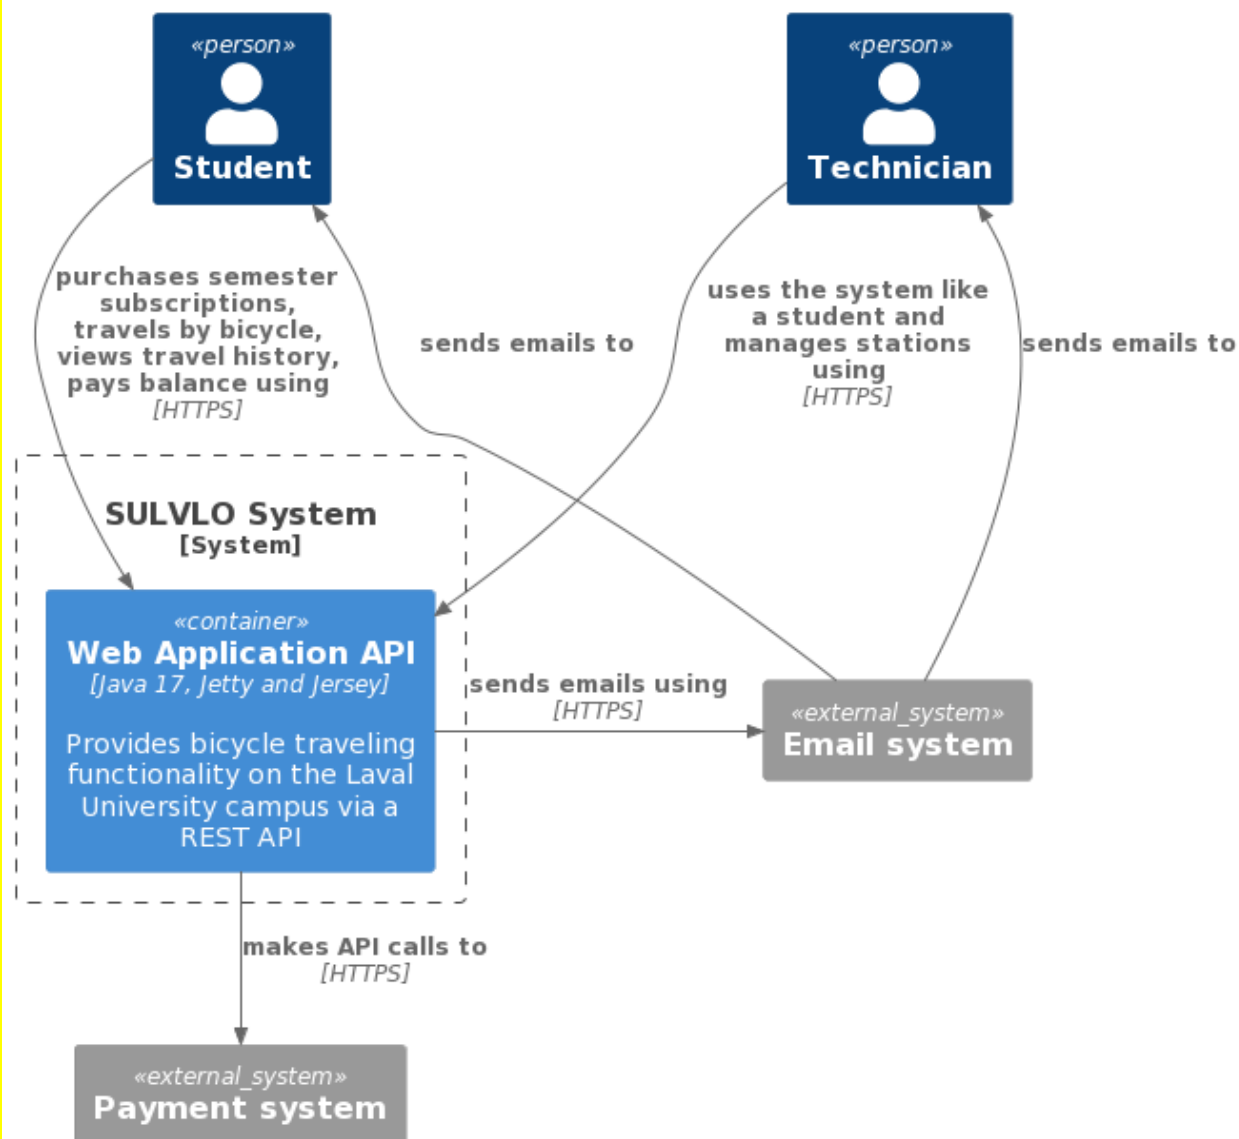 «person»
Student
«person»
Technician
purchases semester
subscriptions,
travels by bicycle,
views travel history,
pays balance using
[HTTPS]
sends emails to
uses the system like
a student and
manages stations
using
[HTTPS]
sends emails to
SULVLO System
[System]
«container»
Web Application API
[Java 17, Jetty and Jersey]
Provides bicycle traveling
functionality on the Laval
University campus via a
REST API
sends emails using
[HTTPS]
«external_system»
Email system
makes API calls to
[HTTPS]
«external_system»
Payment system